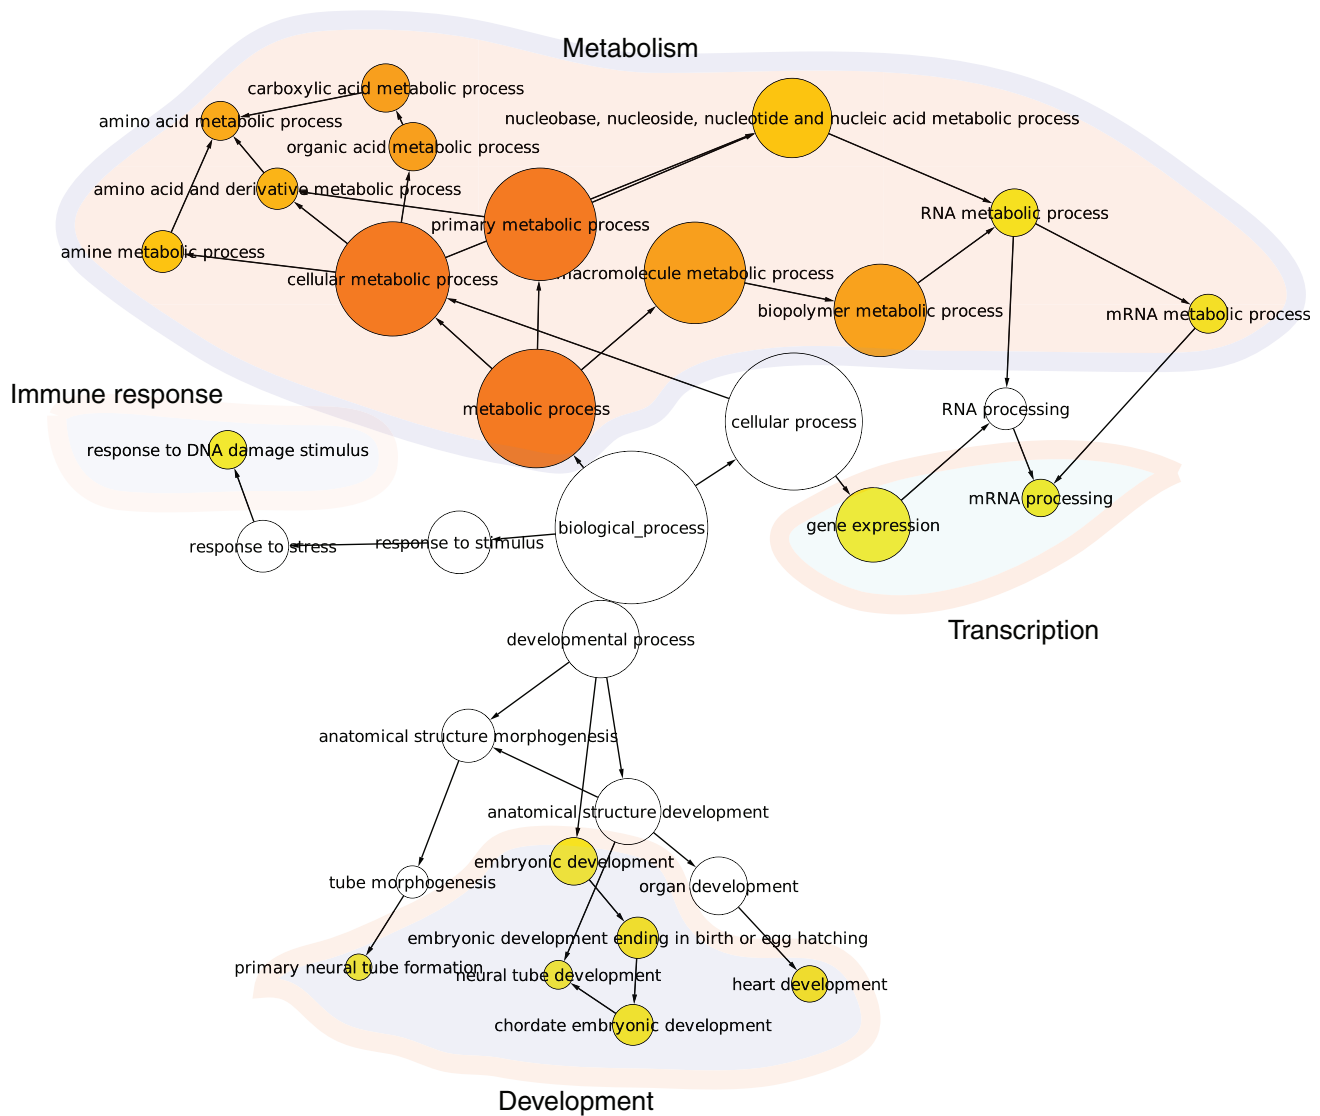 Metabolism
carboxylic acid metabolic process
amino acid metabolic process
nucleobase, nucleoside, nucleotide and nucleic acid metabolic process
organic acid metabolic process
amino acid and derivative metabolic process
RNA metabolic process
primary metabolic process
amine metabolic process
cellular metabolic process
macromolecule metabolic process
biopolymer metabolic process
mRNA metabolic process
Immune response
metabolic process
RNA processing
cellular process
response to DNA damage stimulus
mRNA processing
gene expression
biological_process
response to stimulus
response to stress
Transcription
developmental process
anatomical structure morphogenesis
anatomical structure development
embryonic development
tube morphogenesis
organ development
embryonic development ending in birth or egg hatching
primary neural tube formation
neural tube development
heart development
chordate embryonic development
Development